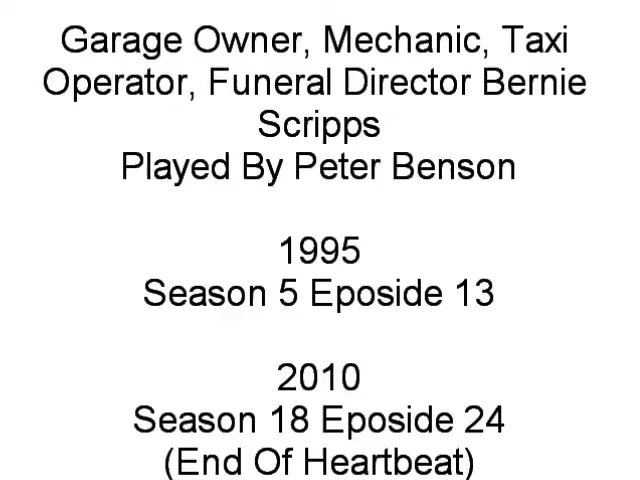 Garage Owner, Mechanic, Taxi
Operator, Funeral Director Bernie
Scripps
Played By Peter Benson
1995
Season 5 Eposide 13
2010
Season 18 Eposide 24
(End Of Heartbeat)